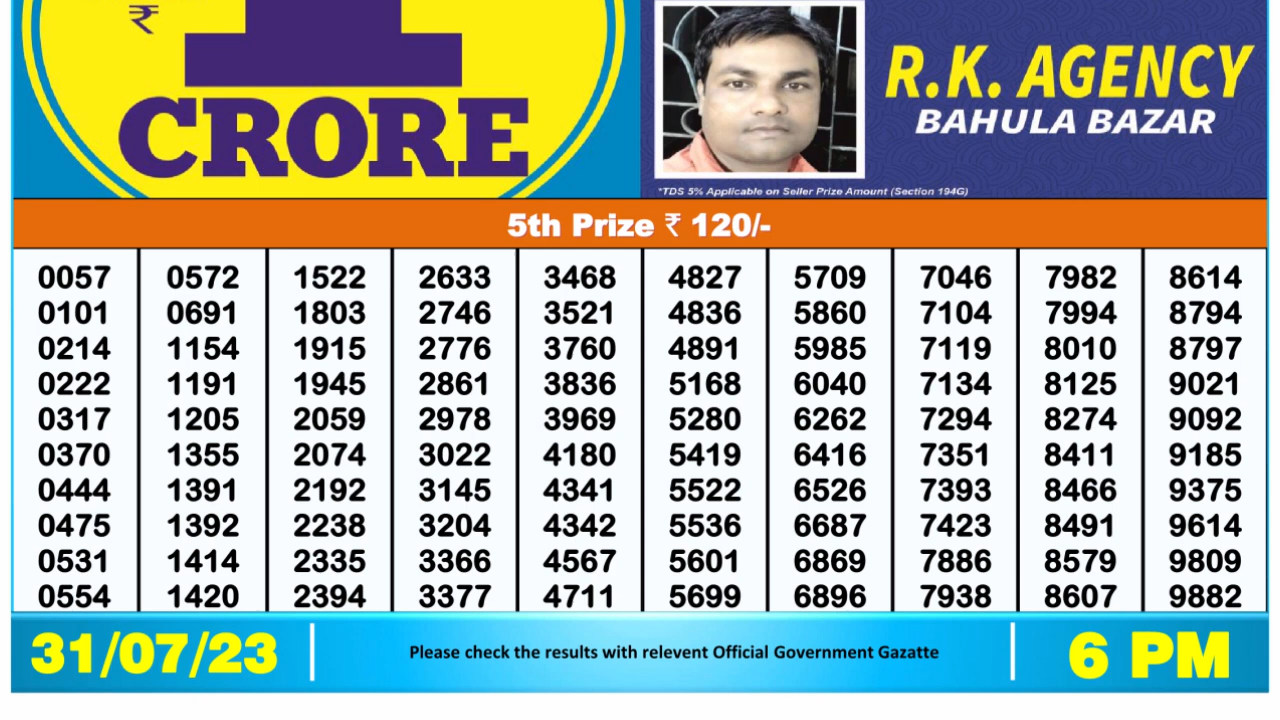 ₹
1
CRORE
R.K. AGENCY
BAHULA BAZAR
*TDS 5% Applicable on Seller Prize Amount (Section 194G)
5th Prize ₹ 120/-
0057 0572 1522 2633 3468 4827 5709 7046 7982 8614
0101 0691 1803 2746 3521 4836 5860 7104 7994 8794
0214 1154 1915 2776 3760 4891 5985 7119 8010 8797
0222 1191 1945 2861 3836 5168 6040 7134 8125 9021
0317 1205 2059 2978 3969 5280 6262 7294 8274 9092
0370 1355 2074 3022 4180 5419 6416 7351 8411 9185
0444 1391 2192 3145 4341 5522 6526 7393 8466 9375
0475 1392 2238 3204 4342 5536 6687 7423 8491 9614
0531 1414 2335 3366 4567 5601 6869 7886 8579 9809
0554 1420 2394 3377 4711 5699 6896 7938 8607 9882
31/07/23
Please check the results with relevent Official Government Gazatte
6 PM